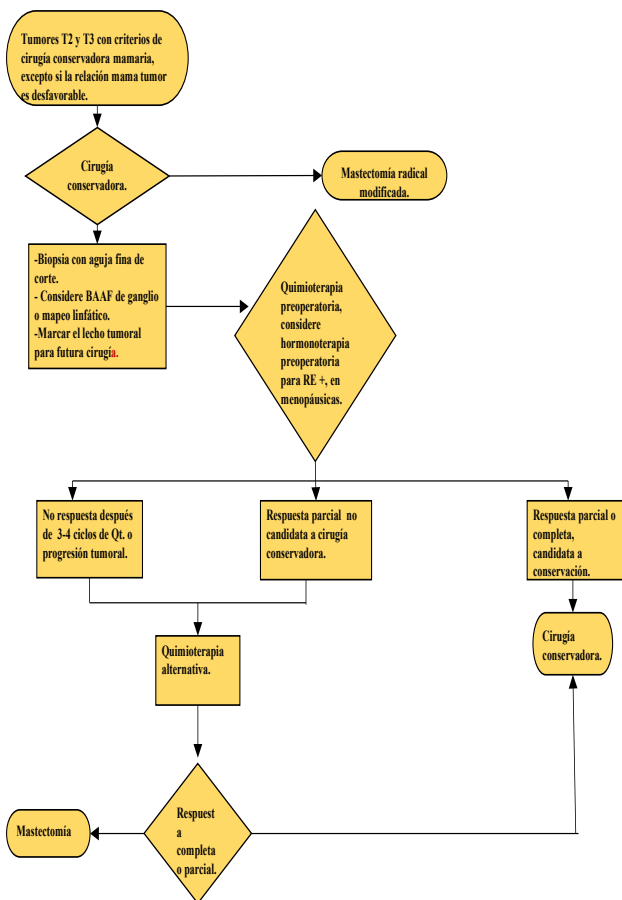 Tumores T2 y T3 con criterios de
cirugía conservadora mamaria,
excepto si la relación mama tumor
es desfavorable.
Cirugía
conservadora.
Mastectomía radical
modificada.
-Biopsia con aguja fina de
corte.
- Considere BAAF de ganglio
o mapeo linfático.
-Marcar el lecho tumoral
para futura cirugía.
Quimioterapia
preoperatoria,
considere
hormonoterapia
preoperatoria
para RE +, en
menopáusicas.
No respuesta después
de 3-4 ciclos de Qt. o
progresión tumoral.
Respuesta parcial no
candidata a cirugía
conservadora.
Respuesta parcial o
completa,
candidata a
conservación.
Cirugía
conservadora.
Quimioterapia
alternativa.
Respuest
a
completa
o parcial.
Mastectomía